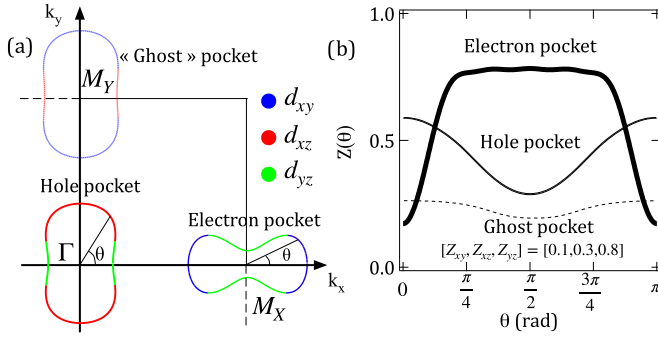 (a)
k_y
« Ghost » pocket
M_Y
d_xy
d_xz
d_yz
Hole pocket
Electron pocket
Γ
θ
θ
k_x
M_X
(b)
1.0
0.5
0.0
Z(θ)
Electron pocket
Hole pocket
Ghost pocket
[Z_xy, Z_xz, Z_yz] = [0.1,0.3,0.8]
0
π/4
π/2
3π/4
π
θ (rad)